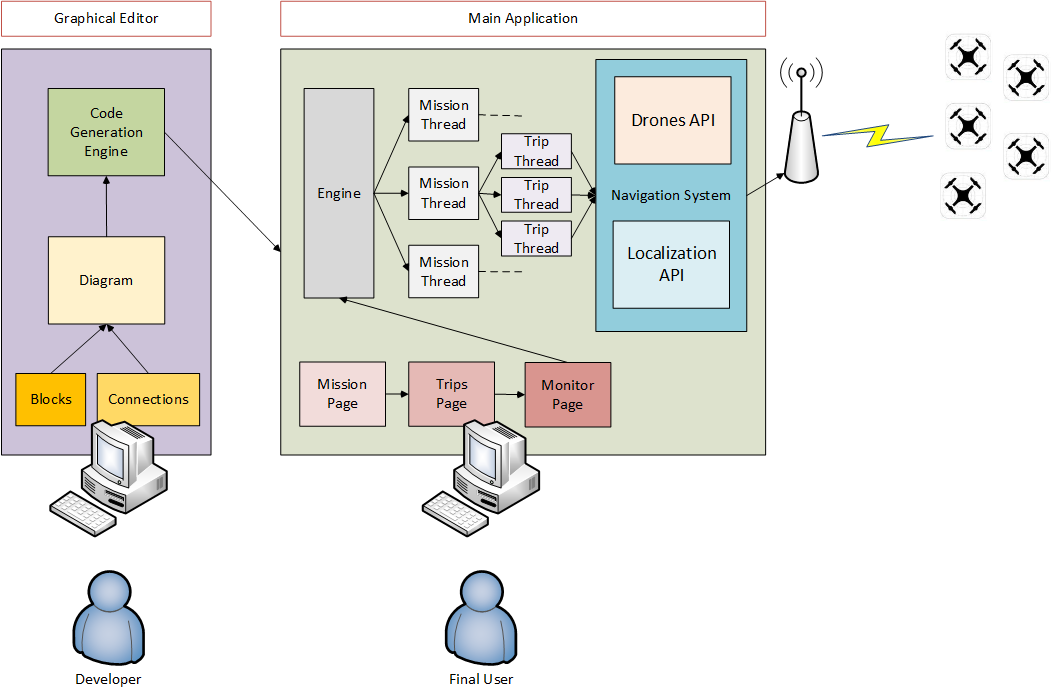 Graphical Editor
Main Application
Code
Generation
Engine
Diagram
Blocks
Connections
Engine
Mission
Thread
Mission
Thread
Mission
Thread
Trip
Thread
Trip
Thread
Trip
Thread
Drones API
Navigation System
Localization
API
Mission
Page
Trips
Page
Monitor
Page
Developer
Final User